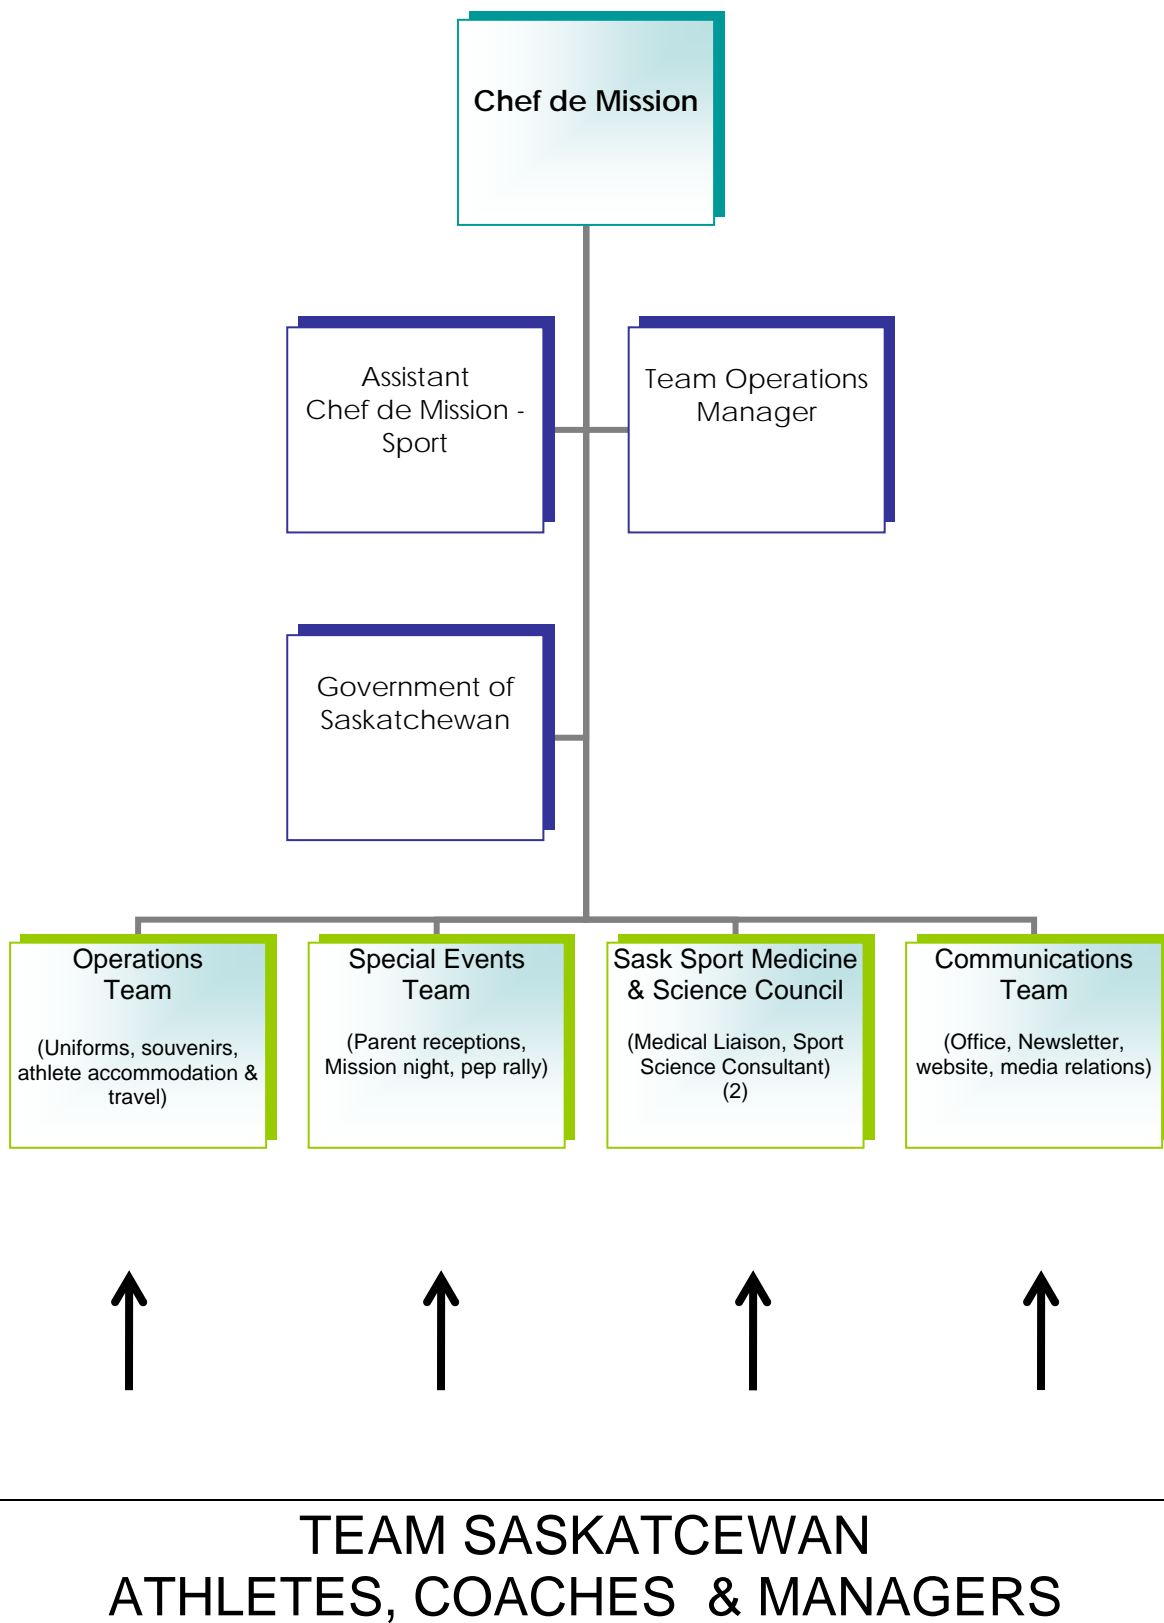 Chef de Mission
Assistant
Chef de Mission -
Sport
Team Operations
Manager
Government of
Saskatchewan
Operations
Team
(Uniforms, souvenirs,
athlete accommodation &
travel)
Special Events
Team
(Parent receptions,
Mission night, pep rally)
Sask Sport Medicine
& Science Council
(Medical Liaison, Sport
Science Consultant)
(2)
Communications
Team
(Office, Newsletter,
website, media relations)
TEAM SASKATCEWAN
ATHLETES, COACHES & MANAGERS